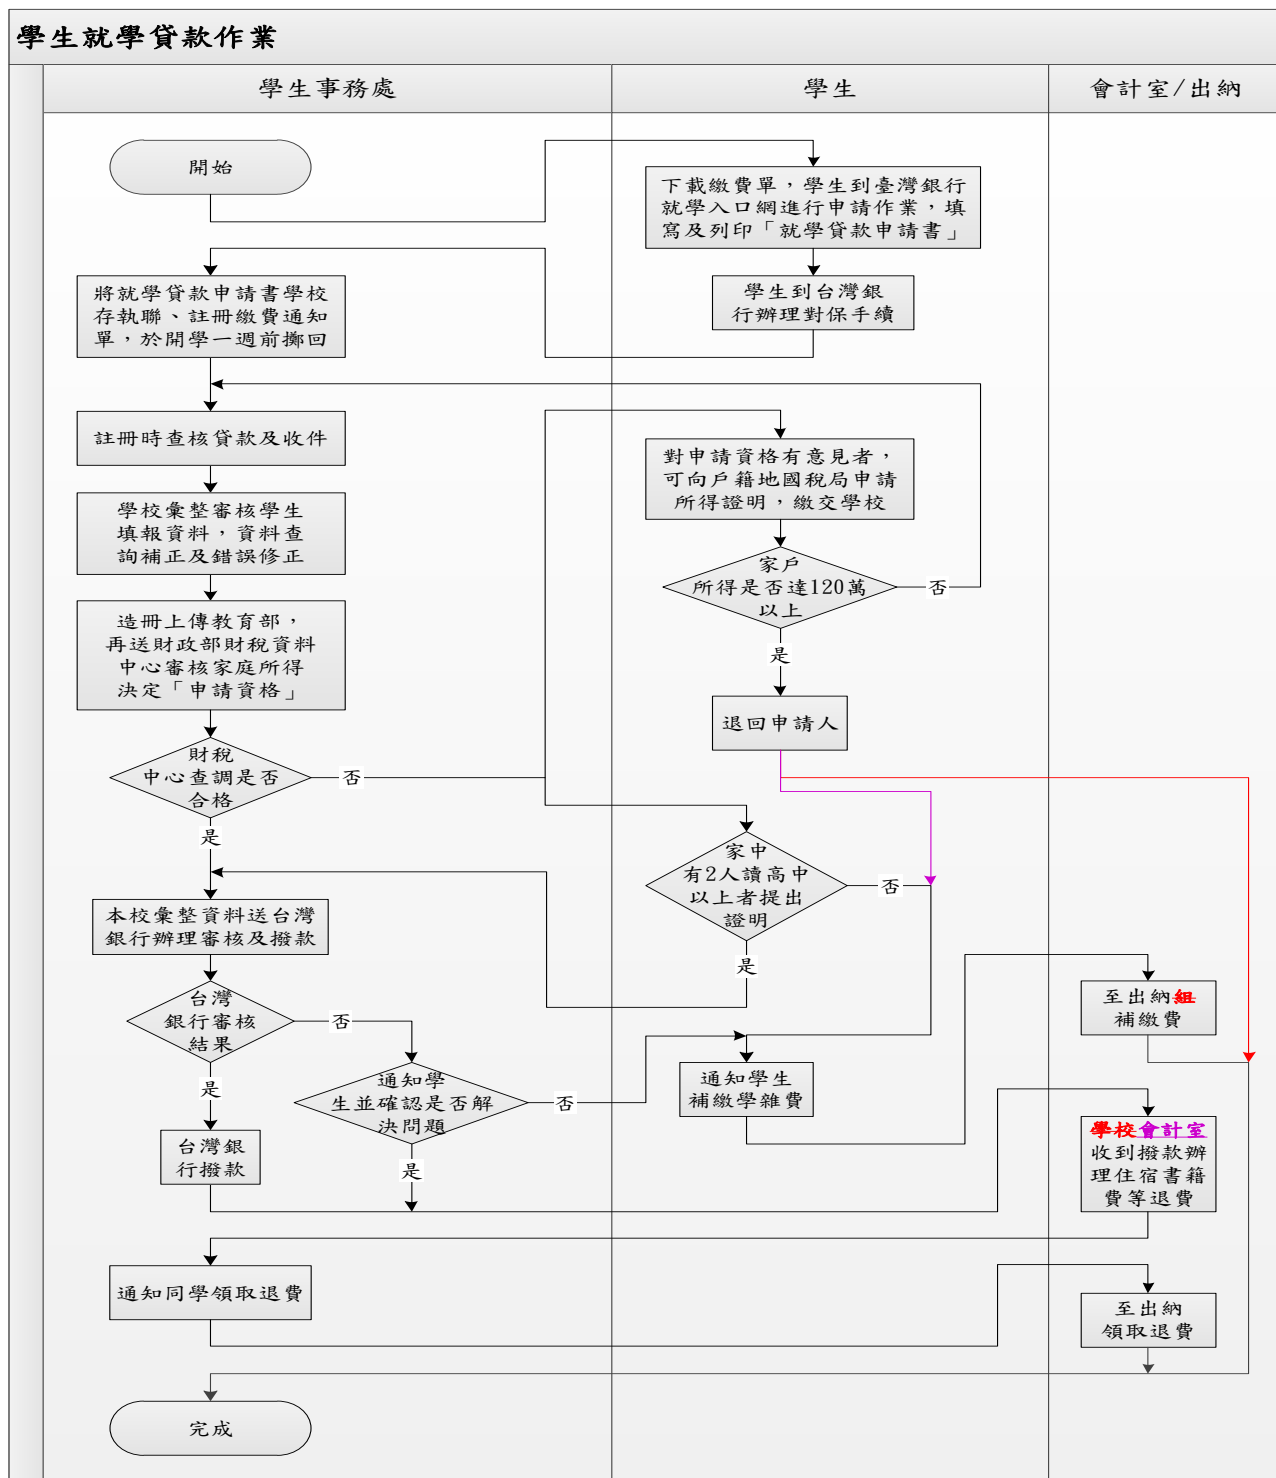 學生就學貸款作業
學生事務處
學生
會計室/出納
開始
下載繳費單，學生到臺灣銀行
就學入口網進行申請作業，填
寫及列印「就學貸款申請書」
學生到台灣銀
行辦理對保手續
將就學貸款申請書學校
存執聯、註冊繳費通知
單，於開學一週前擲回
註冊時查核貸款及收件
學校彙整審核學生
填報資料，資料查
詢補正及錯誤修正
造冊上傳教育部，
再送財政部財稅資料
中心審核家庭所得
決定「申請資格」
財稅
中心查調是否
合格
否
是
對申請資格有意見者，
可向戶籍地國稅局申請
所得證明，繳交學校
家戶
所得是否達120萬
以上
否
是
退回申請人
家中
有2人讀高中
以上者提出
證明
否
是
本校彙整資料送台灣
銀行辦理審核及撥款
台灣
銀行審核
結果
否
是
通知學
生並確認是否解
決問題
否
是
通知學生
補繳學雜費
至出納組
補繳費
台灣銀
行撥款
學校會計室
收到撥款辦
理住宿書籍
費等退費
通知同學領取退費
至出納
領取退費
完成